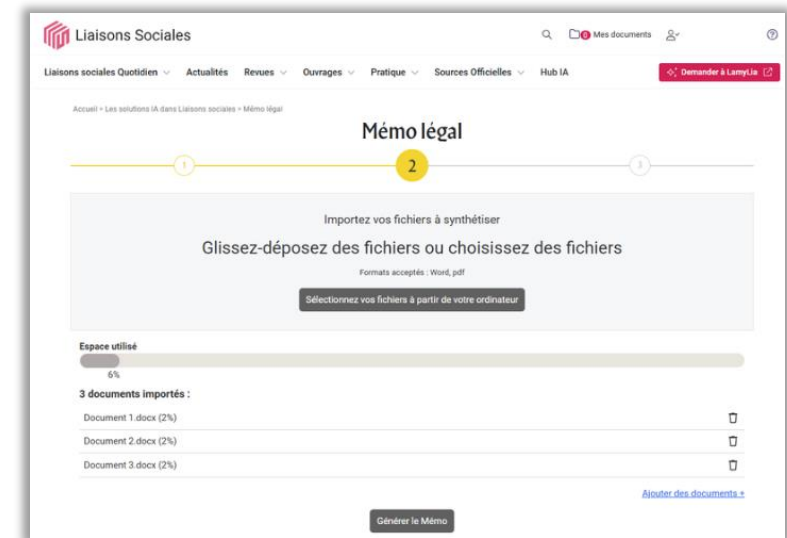 Liaisons Sociales
0 Mes documents
Liaisons sociales Quotidien Actualités Revues Ouvrages Pratique Sources Officielles Hub IA Demander à LamyLia
Accueil > Les solutions IA dans Liaisons sociales > Mémo légal
Mémo légal
1 2 3
Importez vos fichiers à synthétiser
Glissez-déposez des fichiers ou choisissez des fichiers
Formats acceptés : Word, pdf
Sélectionnez vos fichiers à partir de votre ordinateur
Espace utilisé
6%
3 documents importés :
Document 1.docx (2%)
Document 2.docx (2%)
Document 3.docx (2%)
Ajouter des documents +
Générer le Mémo